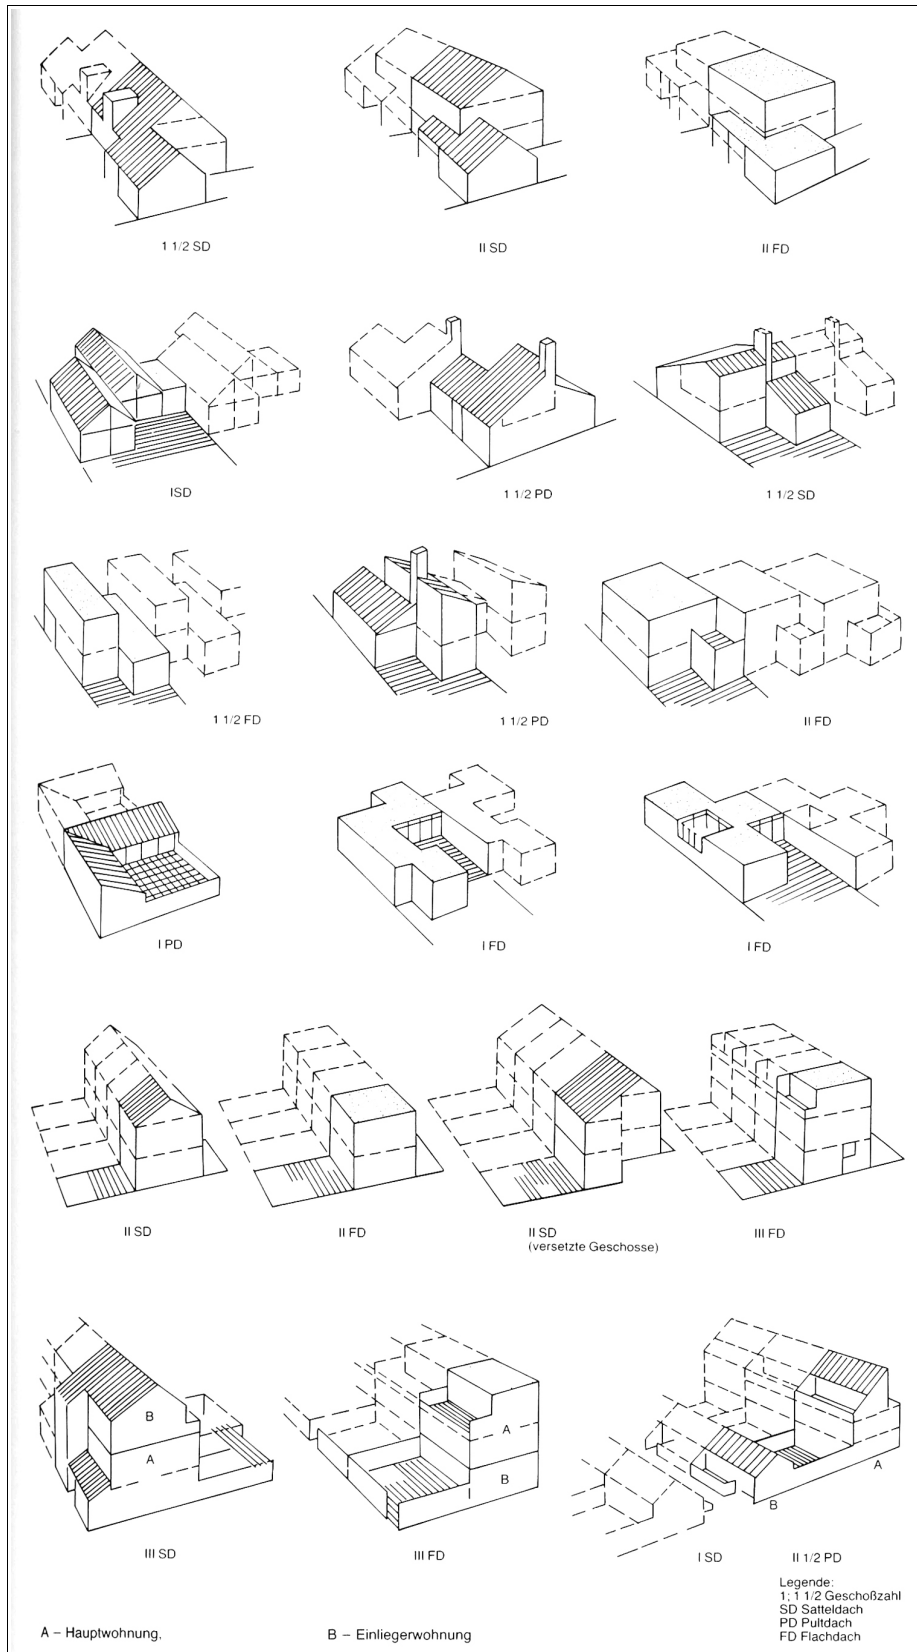 1 1/2 SD
II SD
II FD
ISD
1 1/2 PD
1 1/2 SD
1 1/2 FD
1 1/2 PD
II FD
I PD
I FD
I FD
II SD
II FD
II SD
(versetzte Geschosse)
III FD
B
A
III SD
A
B
III FD
A
B
I SD
II 1/2 PD
Legende:
1; 1 1/2 Geschoßzahl
SD Satteldach
PD Pultdach
FD Flachdach
A – Hauptwohnung,
B – Einliegerwohnung